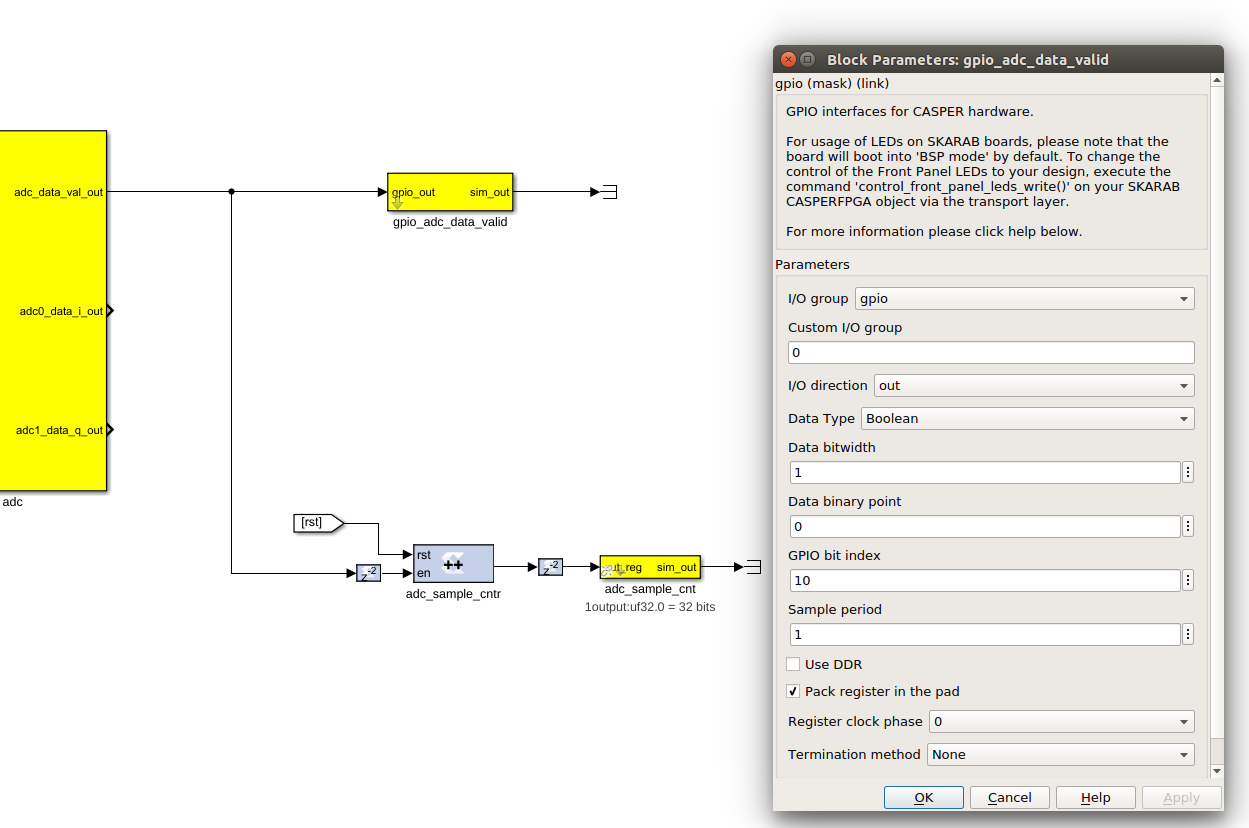 adc_data_val_out
adc0_data_i_out
adc1_data_q_out
adc
gpio_out sim_out
gpio_adc_data_valid
[rst]
z-2
rst
en
++
adc_sample_cntr
z-2
sim_out
adc_sample_cnt
1output:uf32.0 = 32 bits
Block Parameters: gpio_adc_data_valid
gpio (mask) (link)
GPIO interfaces for CASPER hardware.
For usage of LEDs on SKARAB boards, please note that the
board will boot into 'BSP mode' by default. To change the
control of the Front Panel LEDs to your design, execute the
command 'control_front_panel_leds_write()' on your SKARAB
CASPERFPGA object via the transport layer.
For more information please click help below.
Parameters
I/O group gpio
Custom I/O group
0
I/O direction out
Data Type Boolean
Data bitwidth
1
Data binary point
0
GPIO bit index
10
Sample period
1
Use DDR
Pack register in the pad
Register clock phase 0
Termination method None
OK Cancel Help Apply